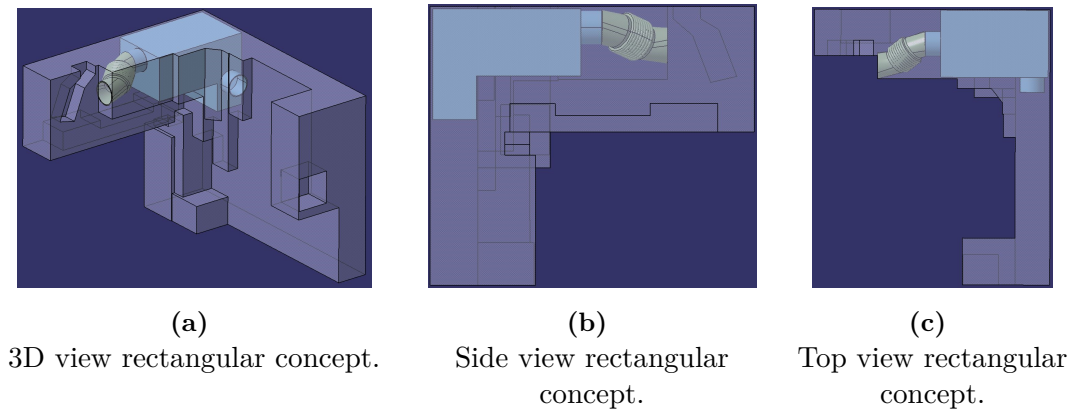 (a)
3D view rectangular concept.
(b)
Side view rectangular
concept.
(c)
Top view rectangular
concept.